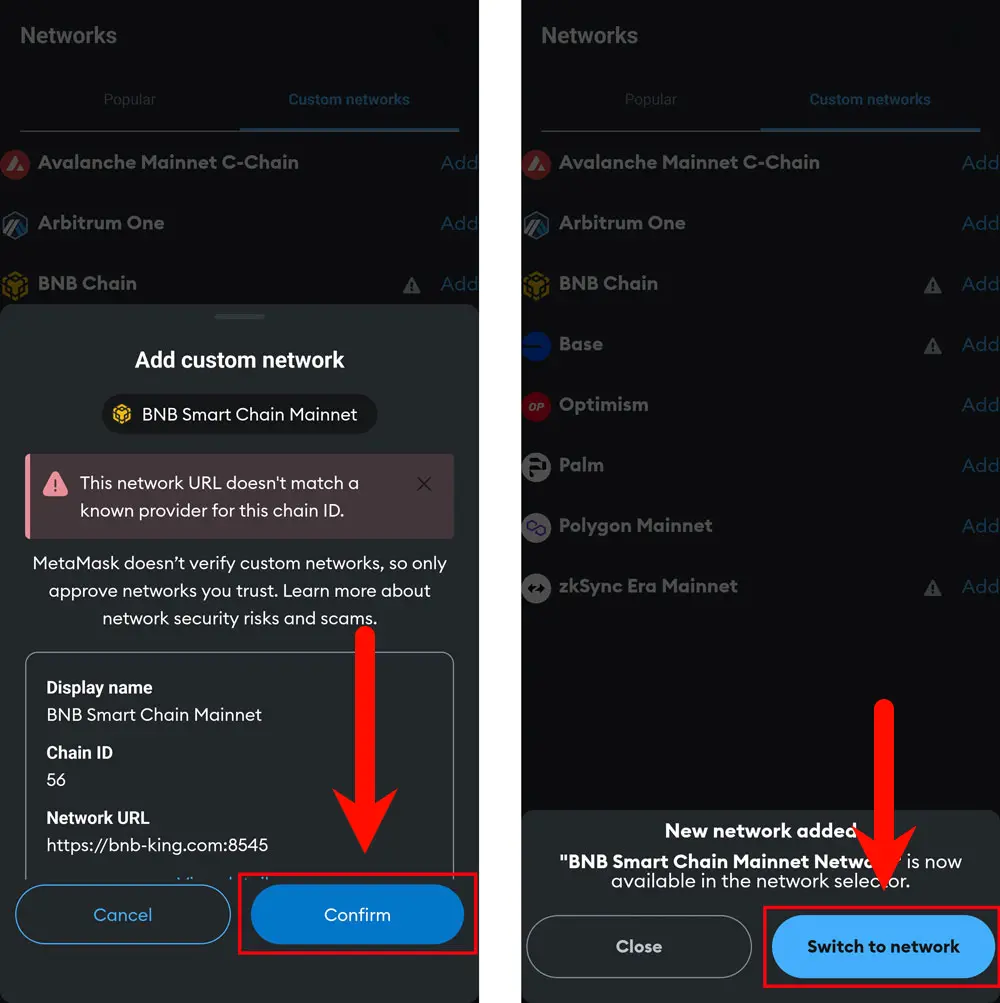 Networks
Popular
Custom networks
Avalanche Mainnet C-Chain
Add
Arbitrum One
Add
BNB Chain
Add
Add custom network
BNB Smart Chain Mainnet
This network URL doesn't match a
known provider for this chain ID.
MetaMask doesn’t verify custom networks, so only
approve networks you trust. Learn more about
network security risks and scams.
Display name
BNB Smart Chain Mainnet
Chain ID
56
Network URL
https://bnb-king.com:8545
Cancel
Confirm
Networks
Popular
Custom networks
Avalanche Mainnet C-Chain
Add
Arbitrum One
Add
BNB Chain
Add
Base
Add
OP
Optimism
Add
Palm
Add
Polygon Mainnet
Add
zkSync Era Mainnet
Add
New network added
"BNB Smart Chain Mainnet is now
available in the network selector.
Close
Switch to network